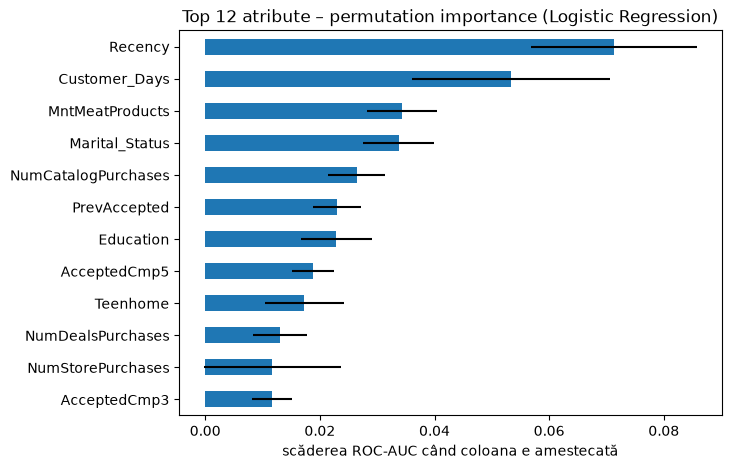 Top 12 atribute – permutation importance (Logistic Regression)
Recency
Customer_Days
MntMeatProducts
Marital_Status
NumCatalogPurchases
PrevAccepted
Education
AcceptedCmp5
Teenhome
NumDealsPurchases
NumStorePurchases
AcceptedCmp3
0.00 0.02 0.04 0.06 0.08
scăderea ROC-AUC când coloana e amestecată